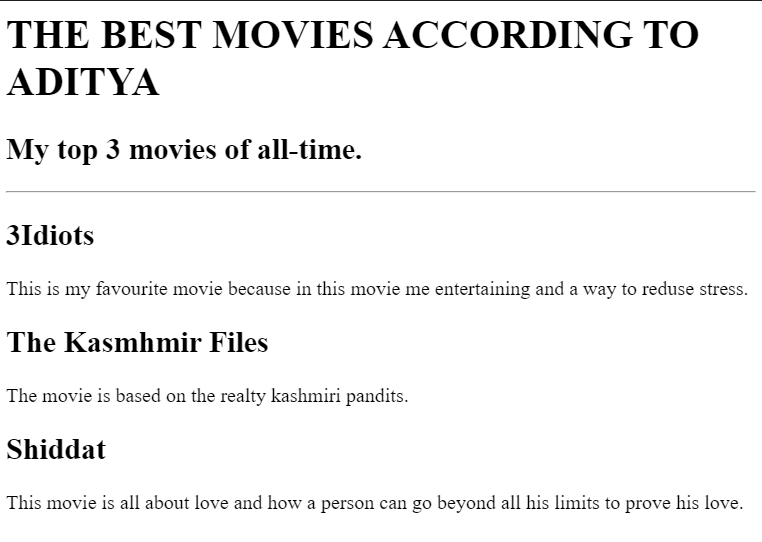 THE BEST MOVIES ACCORDING TO
ADITYA
My top 3 movies of all-time.
3Idiots
This is my favourite movie because in this movie me entertaining and a way to reduse stress.
The Kasmhmir Files
The movie is based on the realty kashmiri pandits.
Shiddat
This movie is all about love and how a person can go beyond all his limits to prove his love.